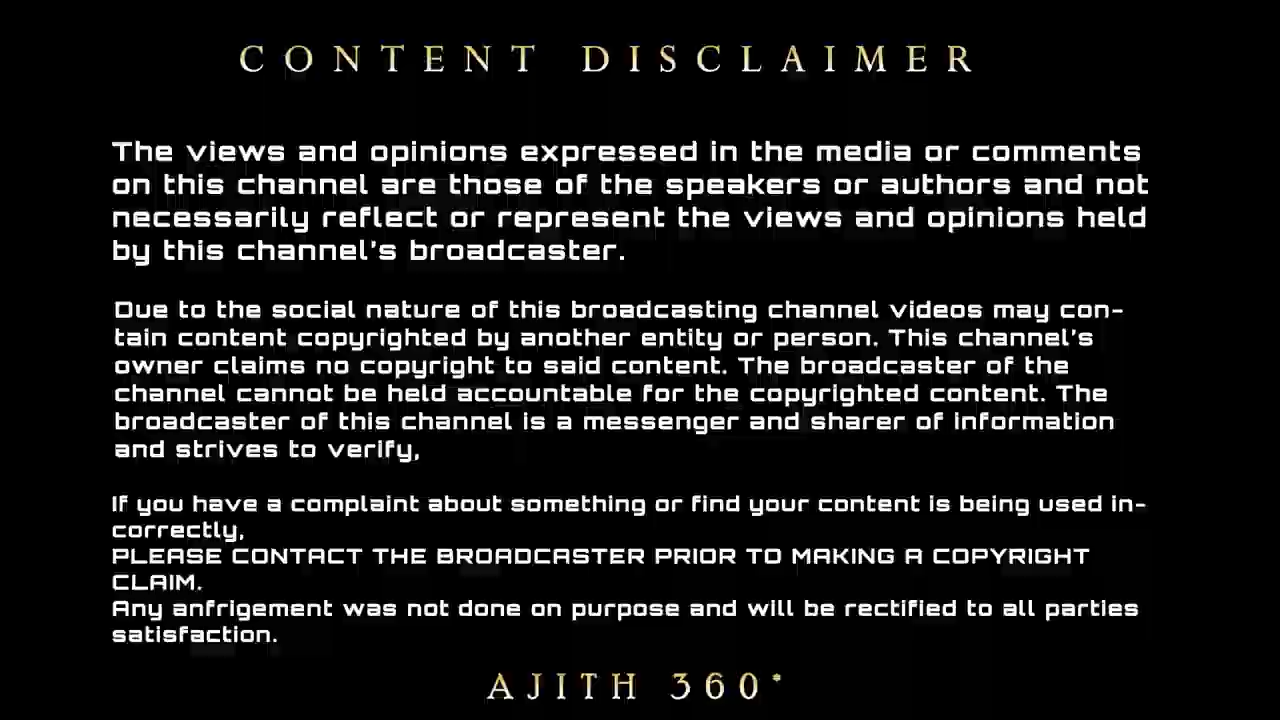 CONTENT DISCLAIMER
The views and opinions expressed in the media or comments
on this channel are those of the speakers or authors and not
necessarily reflect or represent the views and opinions held
by this channel's broadcaster.
Due to the social nature of this broadcasting channel videos may con-
tain content copyrighted by another entity or person. This channel's
owner claims no copyright to said content. The broadcaster of the
channel cannot be held accountable for the copyrighted content. The
broadcaster of this channel is a messenger and sharer of information
and strives to verify,
If you have a complaint about something or find your content is being used in-
correctly,
PLEASE CONTACT THE BROADCASTER PRIOR TO MAKING A COPYRIGHT
CLAIM.
Any anfrigement was not done on purpose and will be rectified to all parties
satisfaction.
AJITH 360*